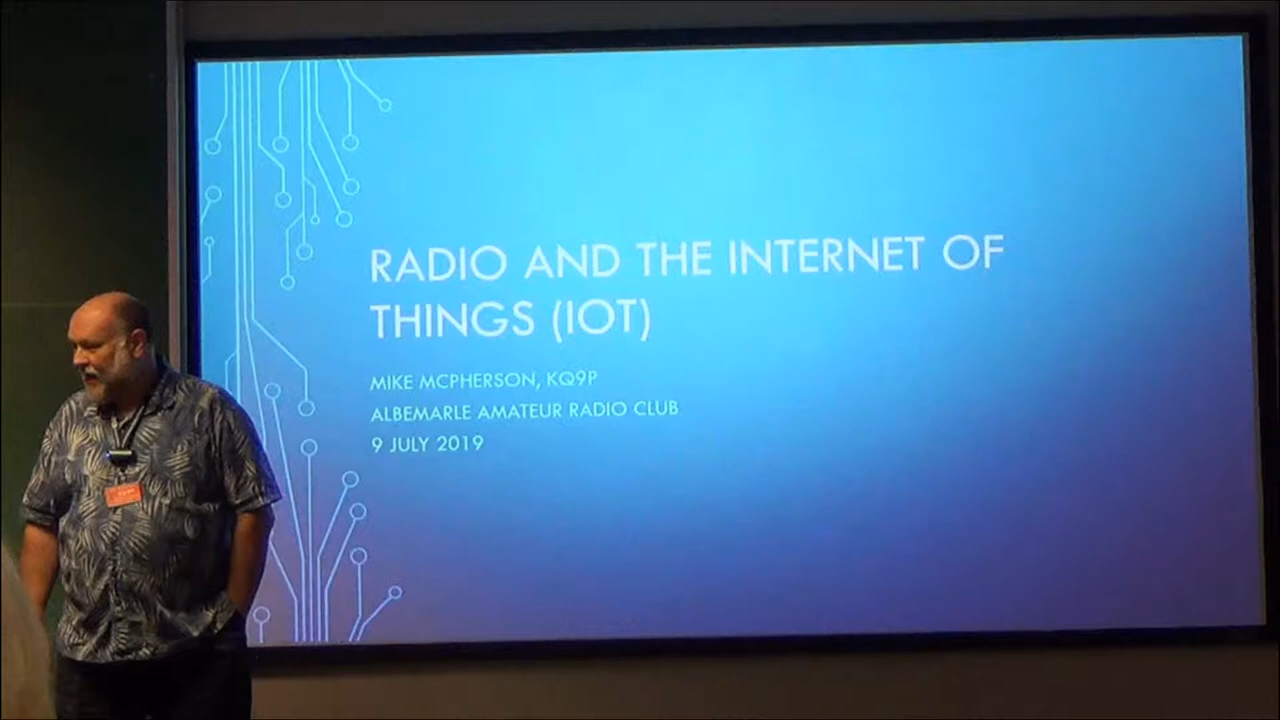 RADIO AND THE INTERNET OF
THINGS (IOT)
MIKE MCPHERSON, KQ9P
ALBEMARLE AMATEUR RADIO CLUB
9 JULY 2019